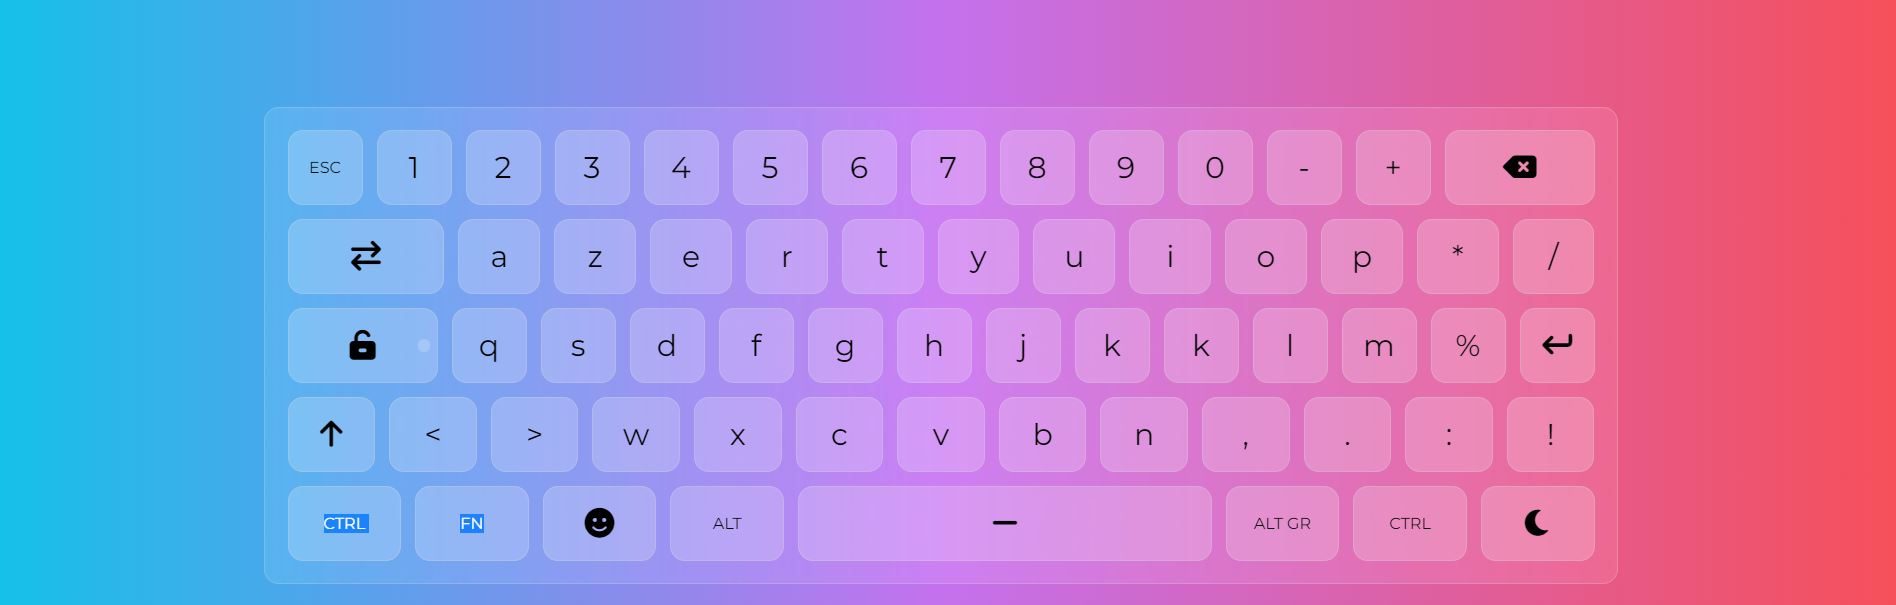 ESC 1 2 3 4 5 6 7 8 9 0 - +
a z e r t y u i o p * /
q s d f g h j k k l m %
< > w x c v b n , . : !
CTRL FN ALT ALT GR CTRL